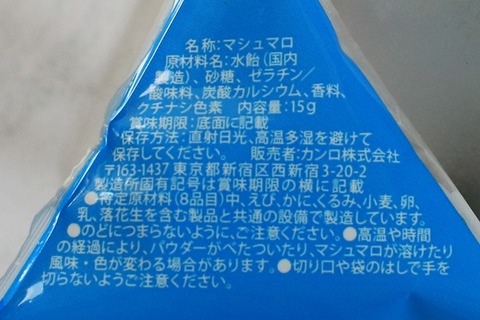 名称:マシュマロ
原材料名:水飴(国内
製造)、砂糖、ゼラチン/
酸味料、炭酸カルシウム、香料、
クチナシ色素 内容量:15g
賞味期限:底面に記載
保存方法:直射日光、高温多湿を避けて
保存してください。 販売者:カンロ株式会社
〒163-1437 東京都新宿区西新宿3-20-2
製造所固有記号は賞味期限の横に記載
●特定原材料(8品目)中、えび、かに、くるみ、小麦、卵、
乳、落花生を含む製品と共通の設備で製造しています。
●のどにつまらないように、ご注意ください。●高温や時間
の経過により、パウダーがべたついたり、マシュマロが溶けたり
風味・色が変わる場合があります。●切り口や袋のはしで手を
切らないようご注意ください。